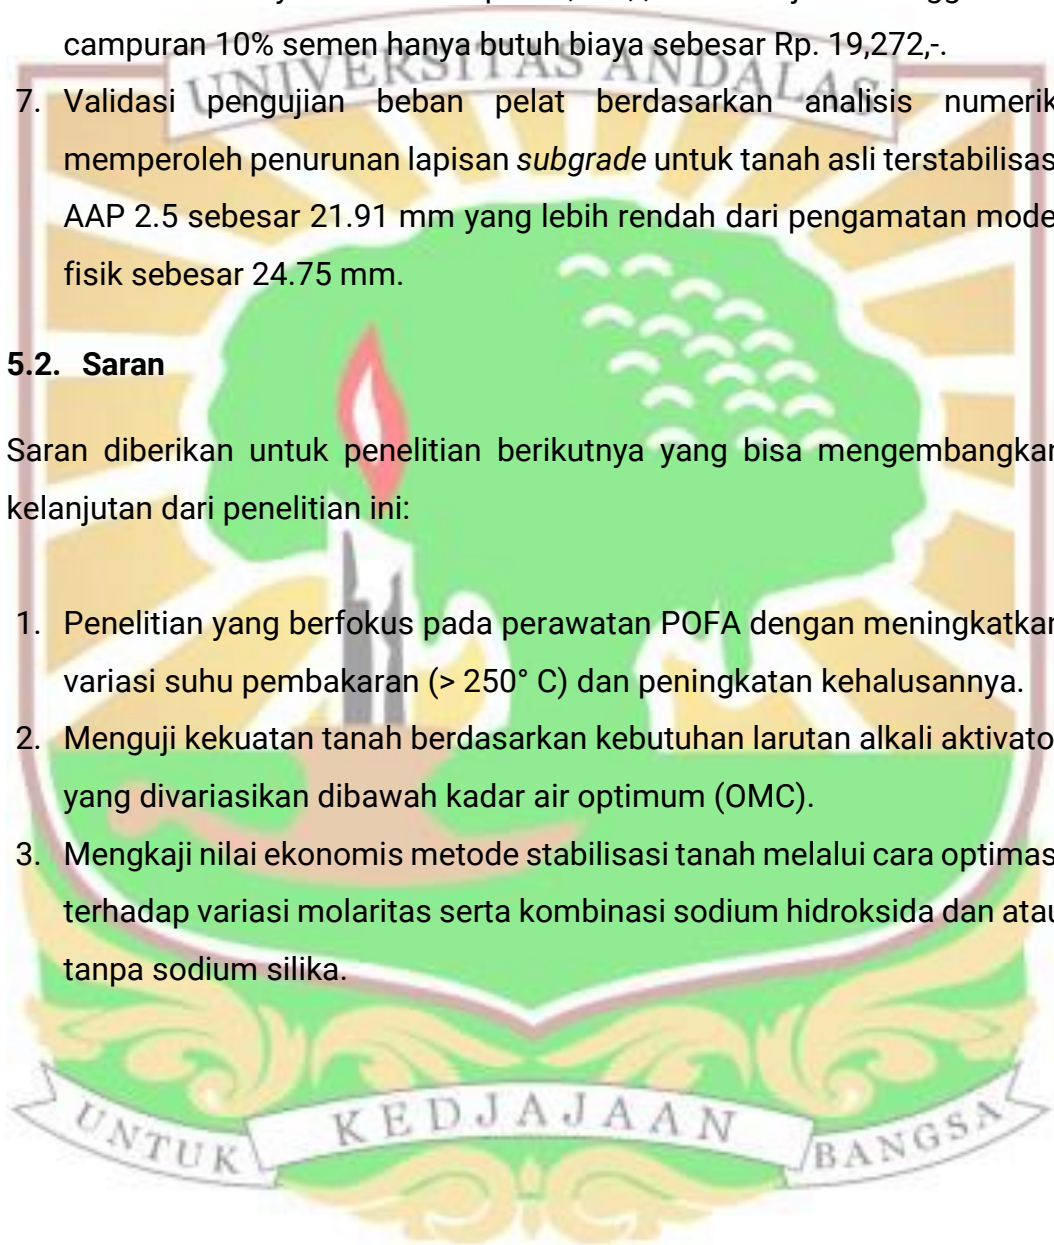 campuran 10% semen hanya butuh biaya sebesar Rp. 19,272,-.
UNIVERSITAS ANDALAS
7. Validasi pengujian beban pelat berdasarkan analisis numerik
memperoleh penurunan lapisan subgrade untuk tanah asli terstabilisas
AAP 2.5 sebesar 21.91 mm yang lebih rendah dari pengamatan mode
fisik sebesar 24.75 mm.
5.2. Saran
Saran diberikan untuk penelitian berikutnya yang bisa mengembangkan
kelanjutan dari penelitian ini:
1. Penelitian yang berfokus pada perawatan POFA dengan meningkatkan
variasi suhu pembakaran (> 250° C) dan peningkatan kehalusannya.
2. Menguji kekuatan tanah berdasarkan kebutuhan larutan alkali aktivato
yang divariasikan dibawah kadar air optimum (OMC).
3. Mengkaji nilai ekonomis metode stabilisasi tanah melalui cara optimas
terhadap variasi molaritas serta kombinasi sodium hidroksida dan atau
tanpa sodium silika.
UNTUK KEDJAJAAN BANGSA